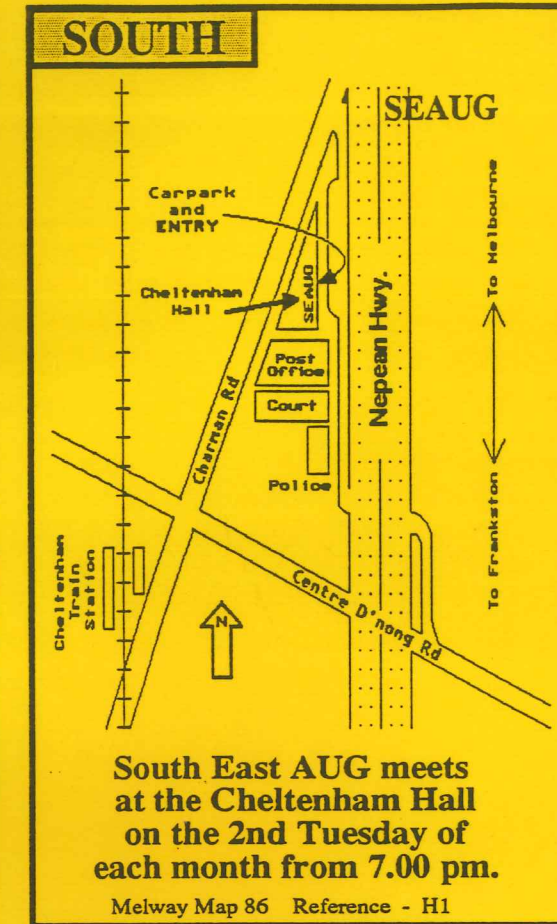 SOUTH
SEAUG
Carpark
and
ENTRY
To Melbourne
Cheltenham
Hall
SEAUG
Nepean Hwy.
Post
Office
Charman Rd
Court
Police
To Frankston
Cheltenham
Train
Station
N
Centre D'nong Rd
South East AUG meets
at the Cheltenham Hall
on the 2nd Tuesday of
each month from 7.00 pm.
Melway Map 86 Reference - H1